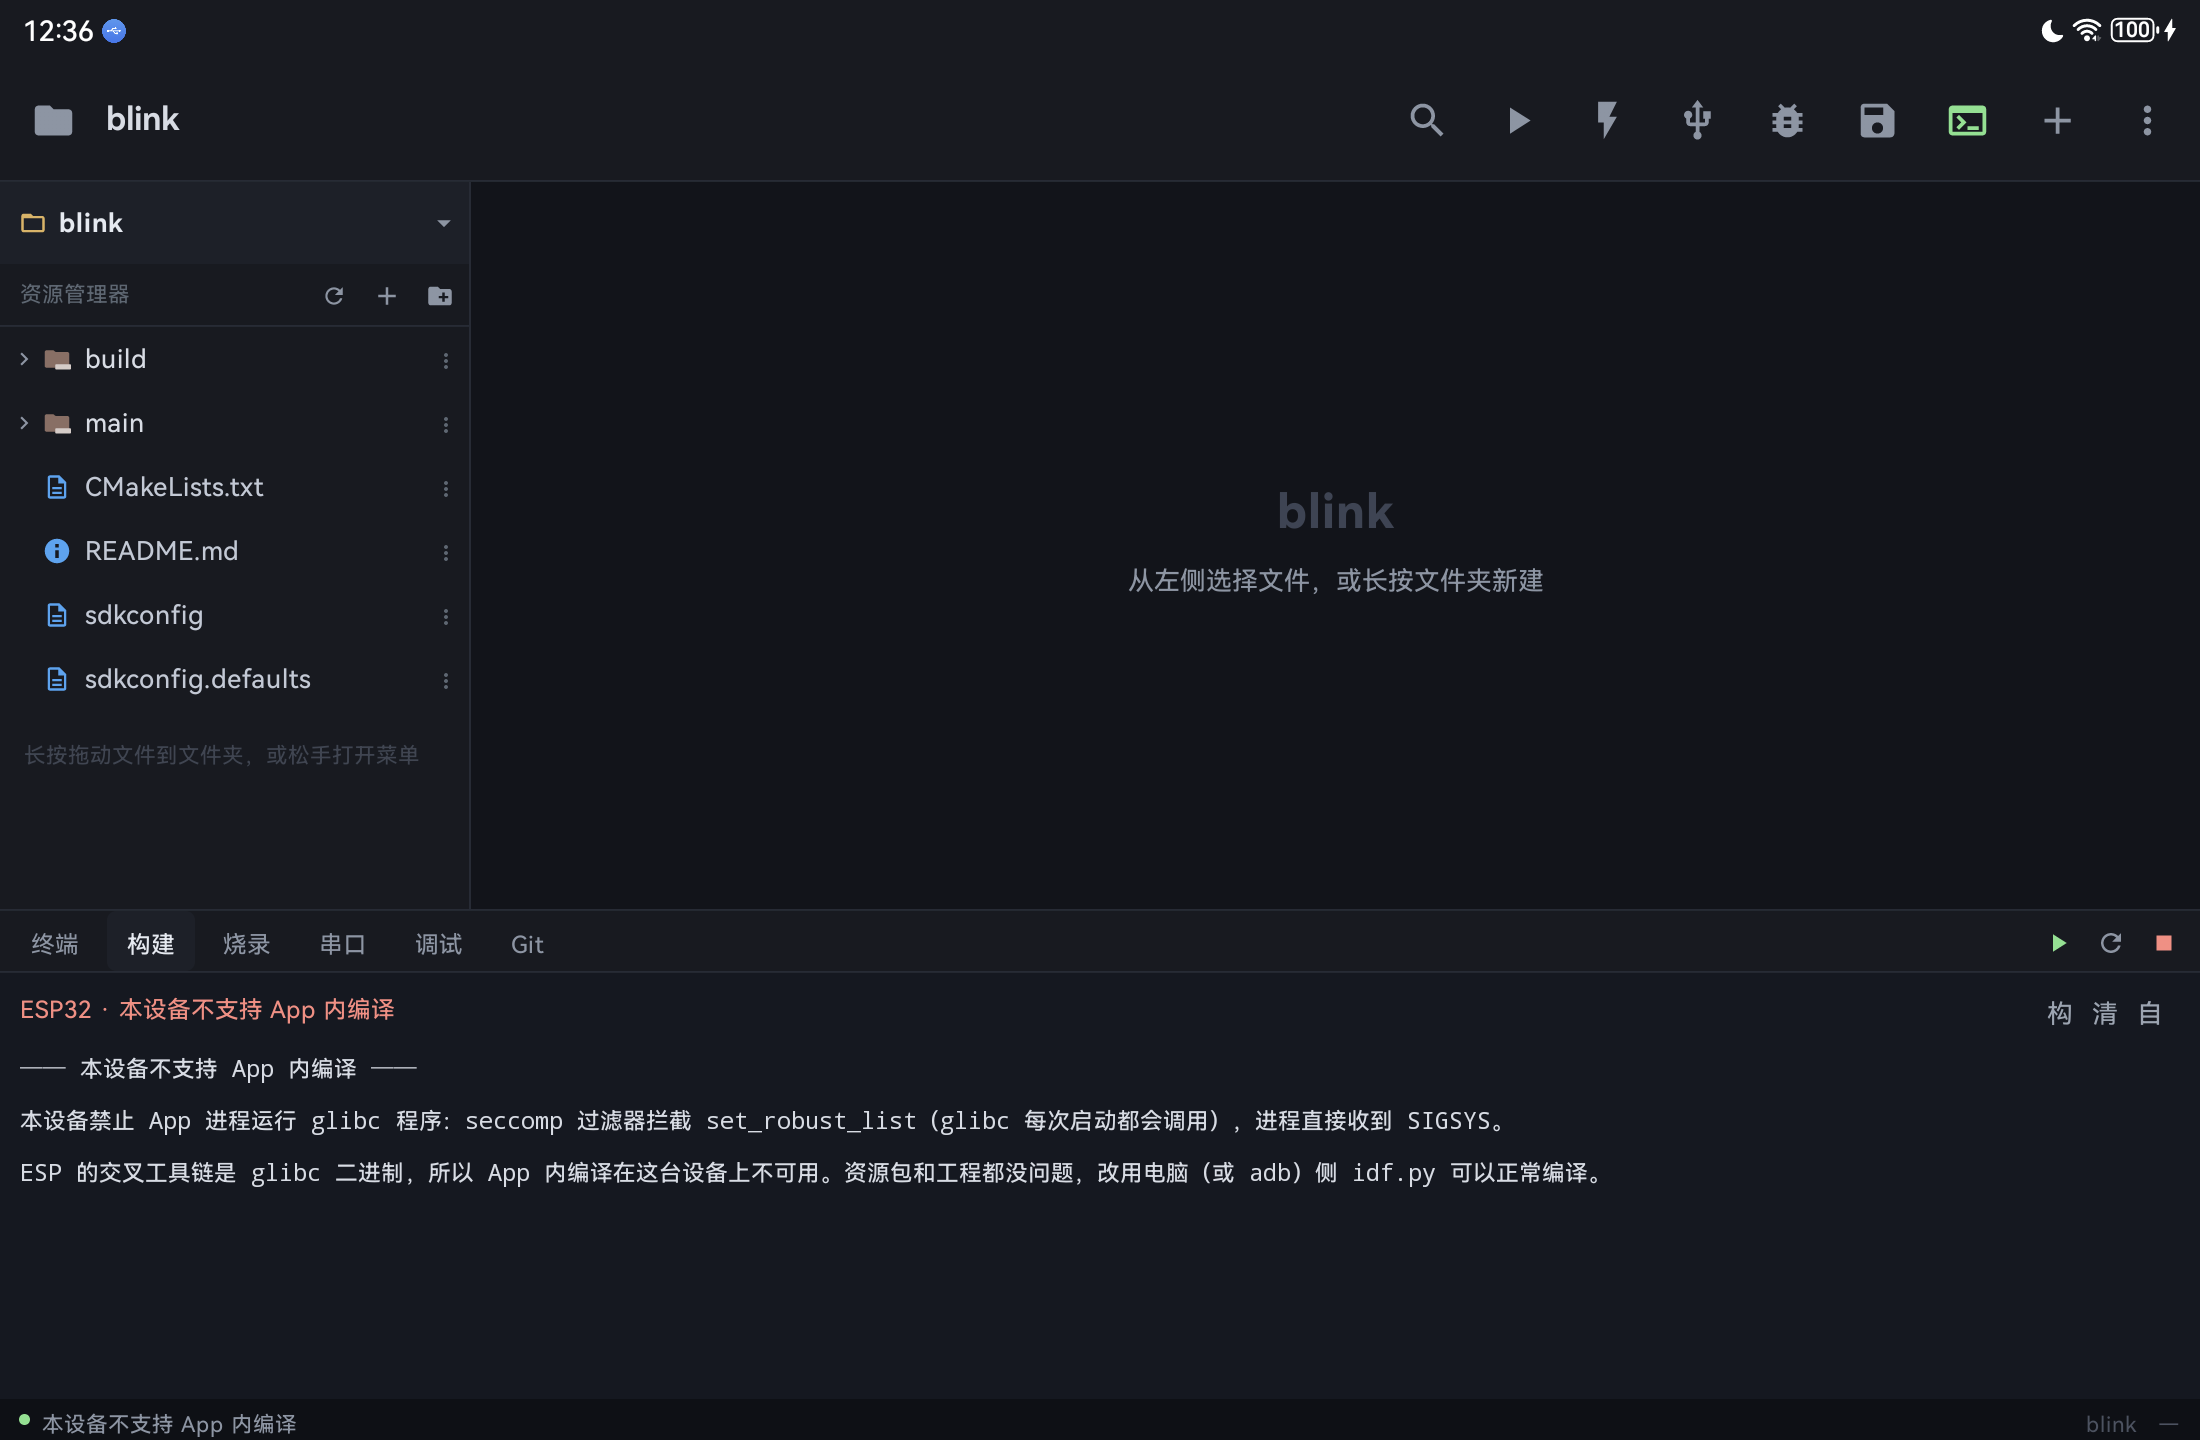 12:36
100
blink
blink
资源管理器
build
main
CMakeLists.txt
README.md
sdkconfig
sdkconfig.defaults
长按拖动文件到文件夹，或松手打开菜单
blink
从左侧选择文件，或长按文件夹新建
终端 构建 烧录 串口 调试 Git
ESP32 · 本设备不支持 App 内编译
构 清 自
—— 本设备不支持 App 内编译 ——
本设备禁止 App 进程运行 glibc 程序：seccomp 过滤器拦截 set_robust_list（glibc 每次启动都会调用），进程直接收到 SIGSYS。
ESP 的交叉工具链是 glibc 二进制，所以 App 内编译在这台设备上不可用。资源包和工程都没问题，改用电脑（或 adb）侧 idf.py 可以正常编译。
本设备不支持 App 内编译
blink —